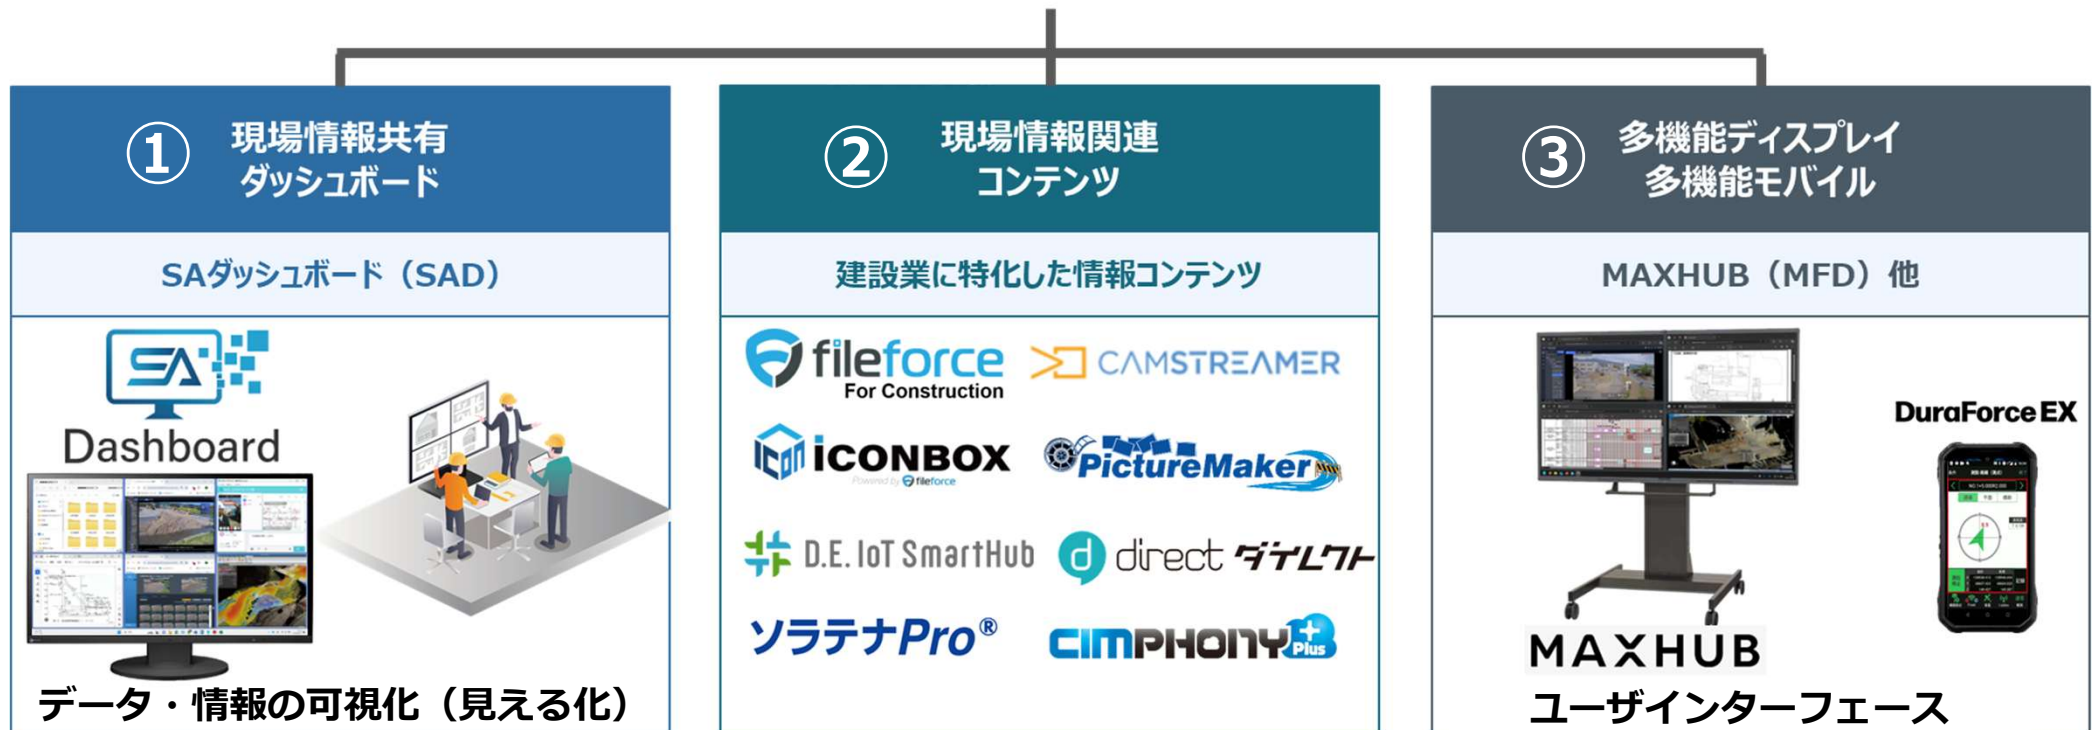 ①
現場情報共有
ダッシュボード
SAダッシュボード（SAD）
SA
Dashboard
データ・情報の可視化（見える化）
②
現場情報関連
コンテンツ
建設業に特化した情報コンテンツ
fileforce
For Construction
CAMSTREAMER
icon iCONBOX
Powered by fileforce
PictureMaker
D.E. IoT SmartHub
d direct ダイレクト
ソラテナPro®
CIMPHONY Plus
③
多機能ディスプレイ
多機能モバイル
MAXHUB（MFD）他
DuraForce EX
MAXHUB
ユーザインターフェース